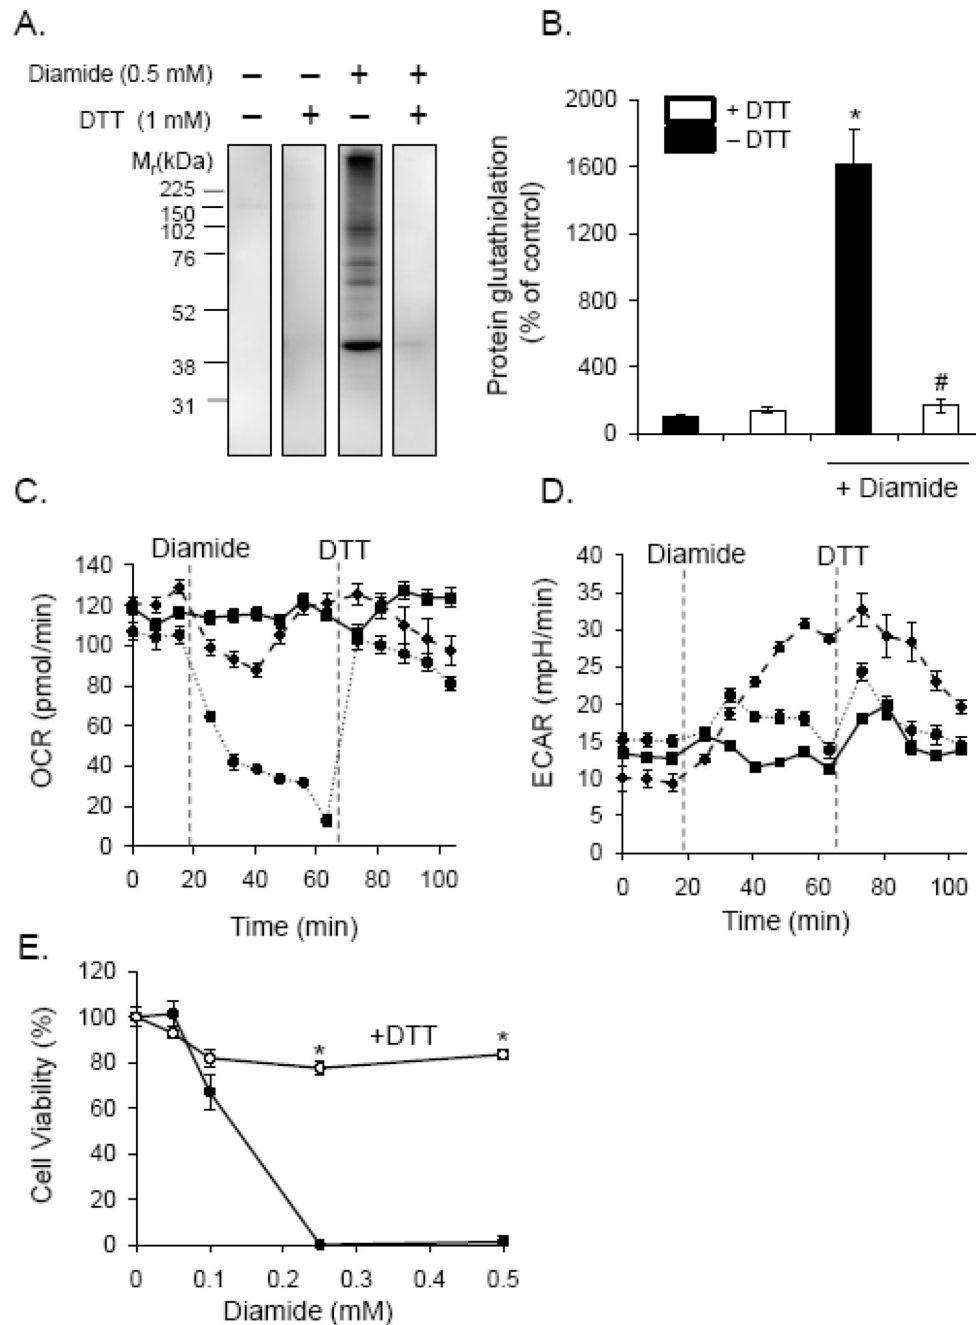 A.
Diamide (0.5 mM) – – + +
DTT (1 mM) – + – +
Mr(kDa)
225
150
102
76
52
38
31
B.
Protein glutathiolation
(% of control)
2000
1600
1200
800
400
0
+ DTT
– DTT
*
#
+ Diamide
C.
Diamide DTT
OCR (pmol/min)
140
120
100
80
60
40
20
0
0 20 40 60 80 100
Time (min)
D.
Diamide DTT
ECAR (mpH/min)
40
35
30
25
20
15
10
5
0
0 20 40 60 80 100
Time (min)
E.
Cell Viability (%)
120
100
80
60
40
20
0
* +DTT *
0 0.1 0.2 0.3 0.4 0.5
Diamide (mM)